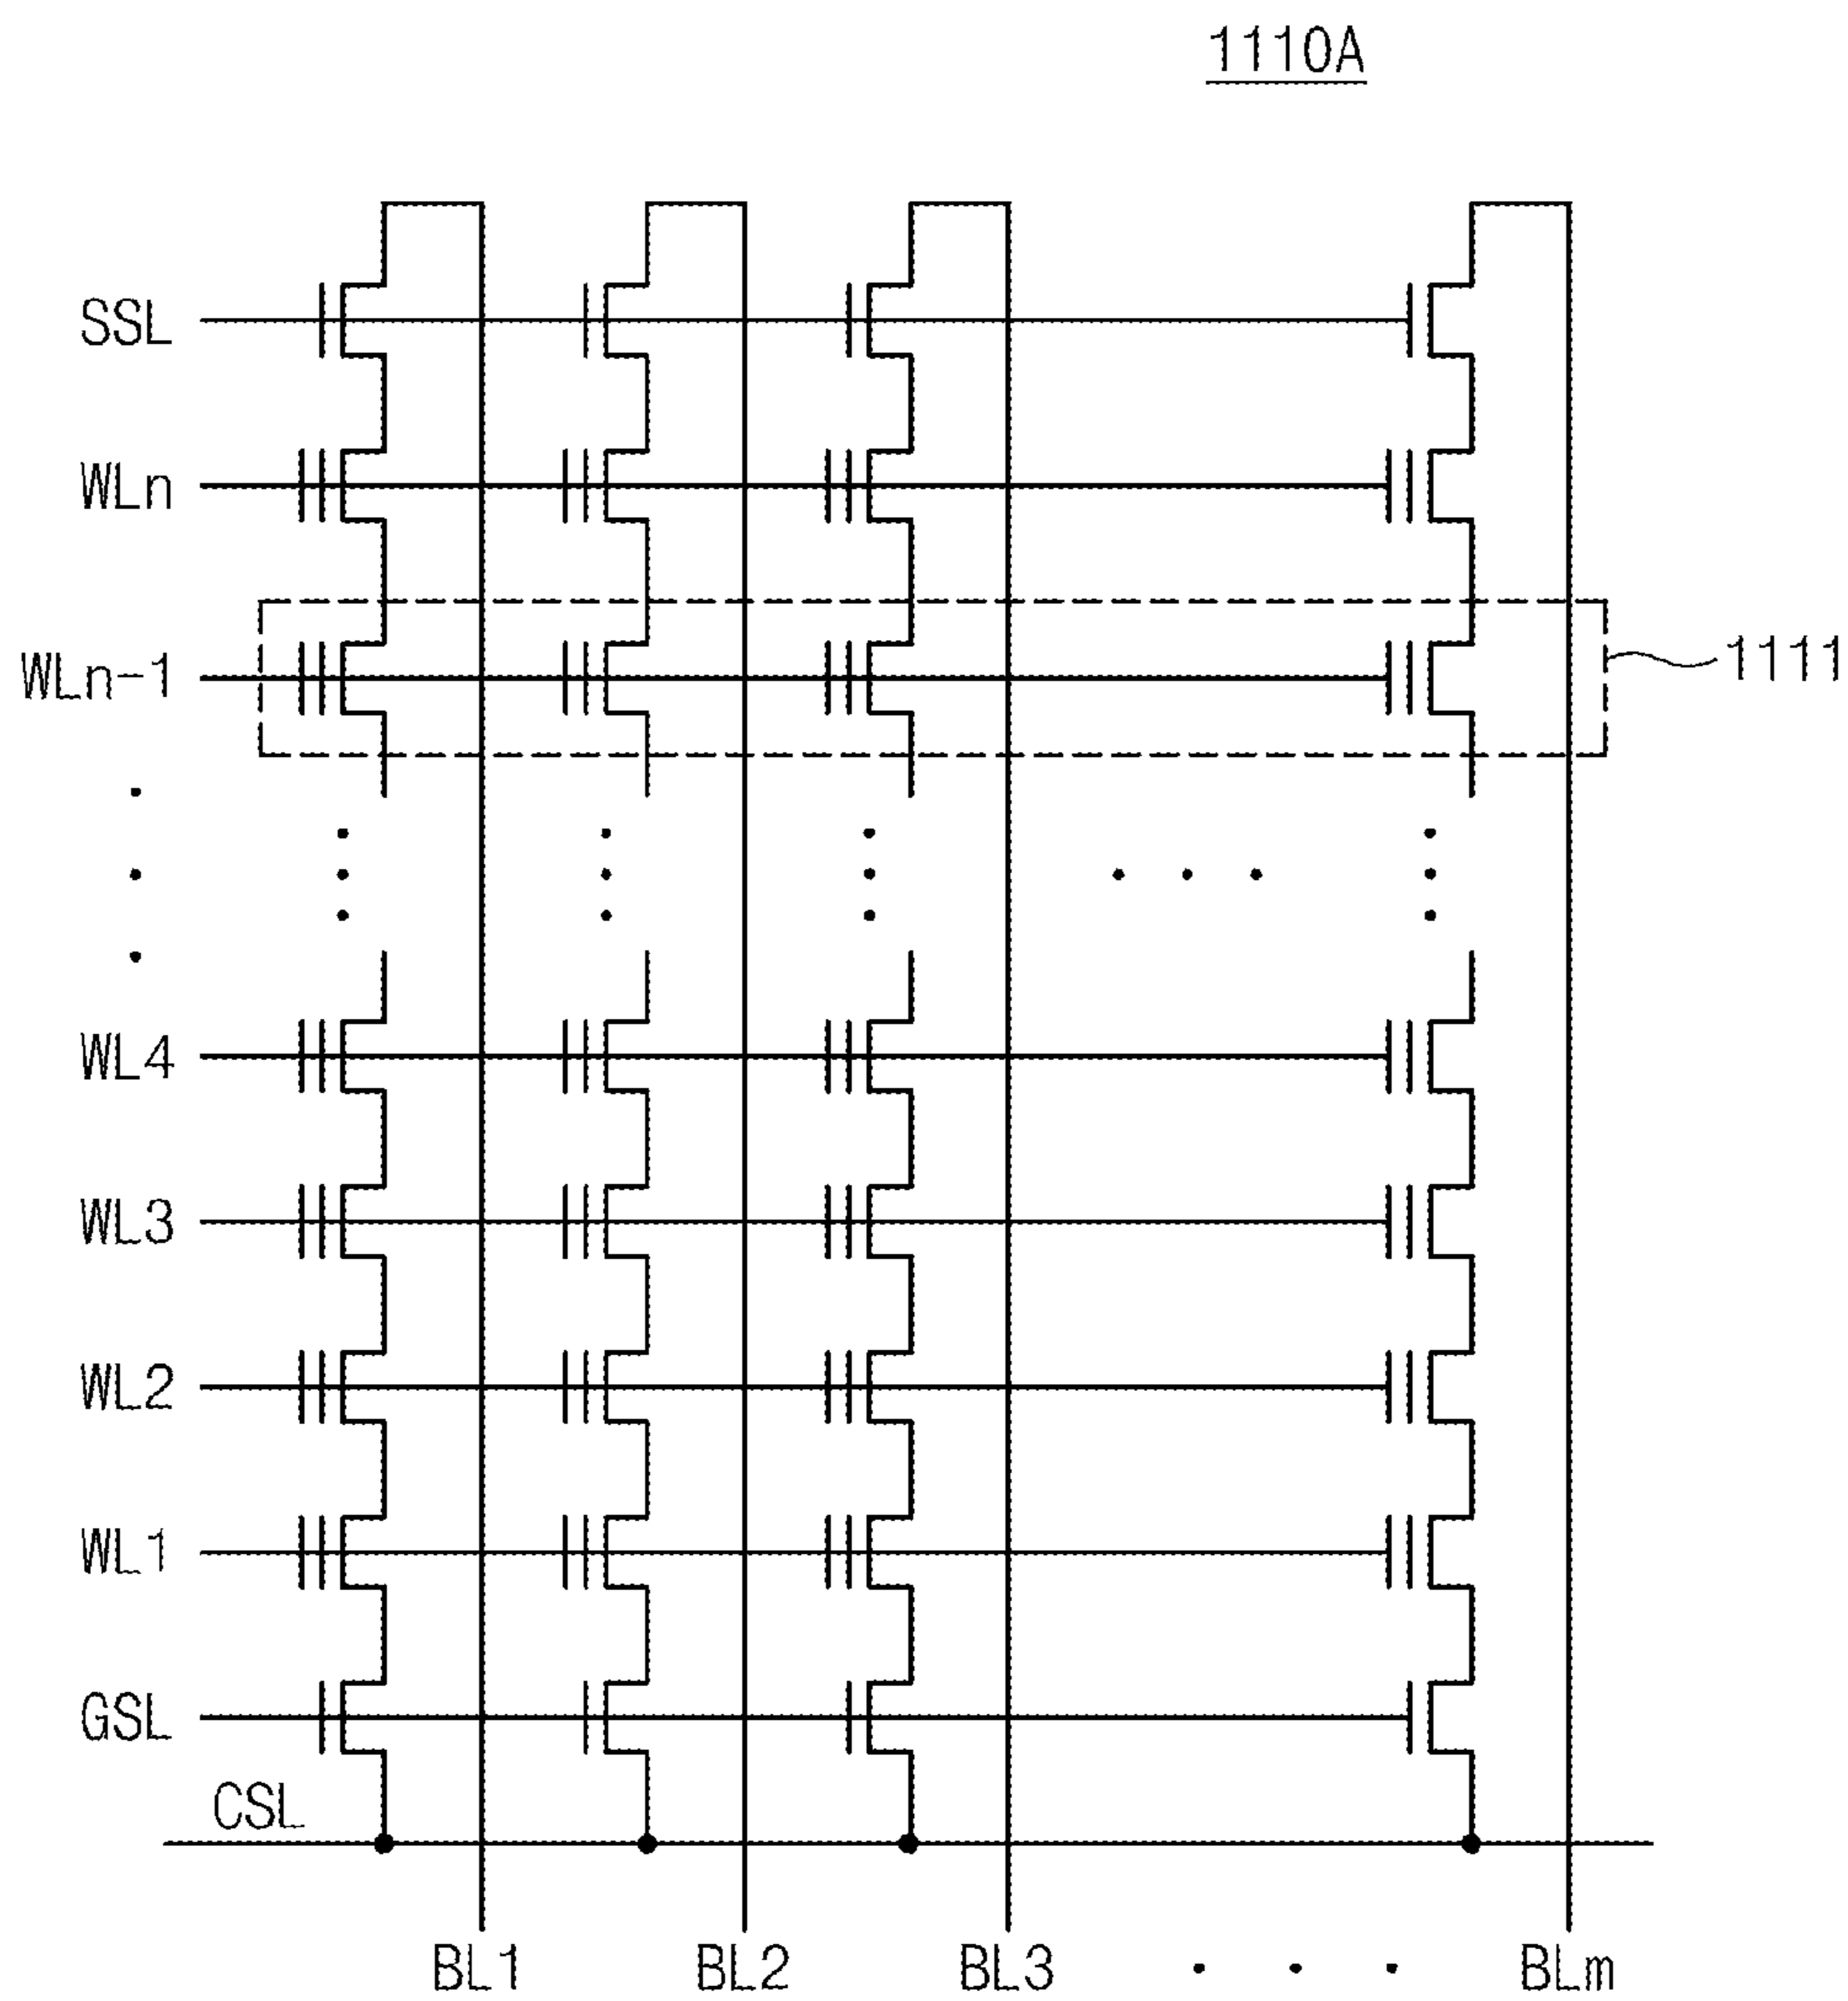 1110A
SSL
WLn
WLn-1
1111
WL4
WL3
WL2
WL1
GSL
CSL
BL1 BL2 BL3 . . . BLm